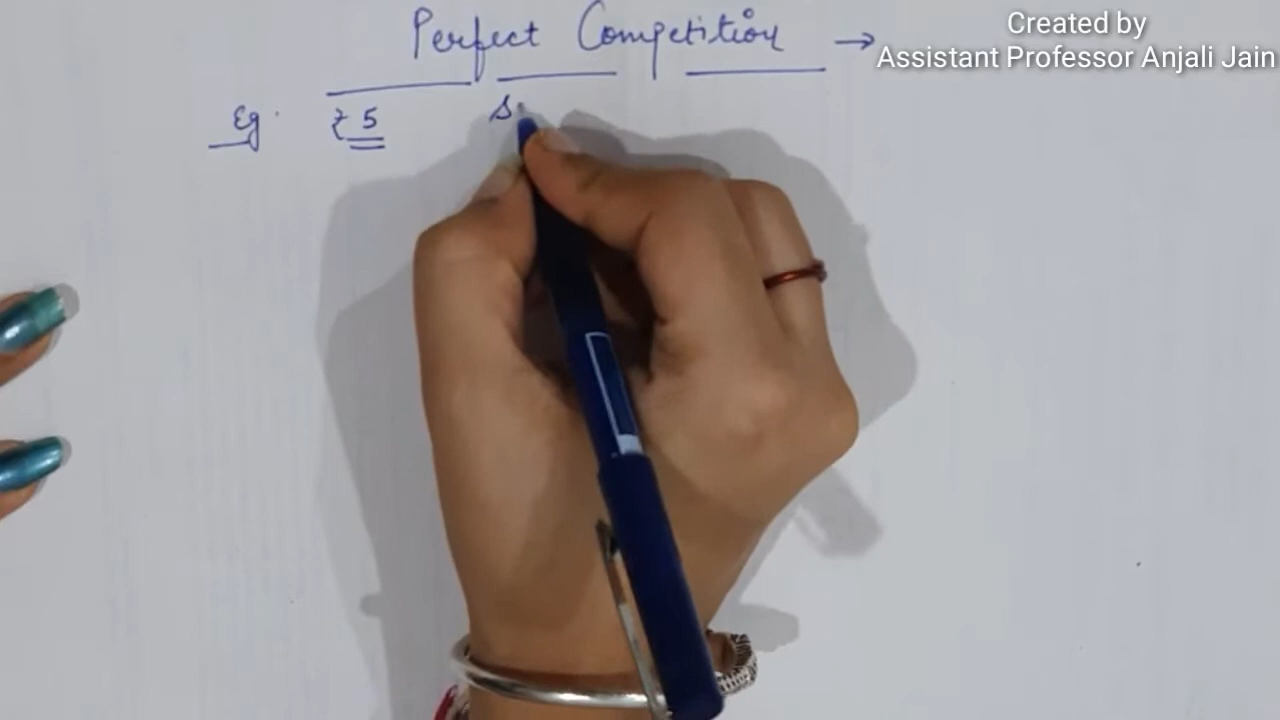 Perfect Competition →
Created by
Assistant Professor Anjali Jain
Eg. ₹ 5